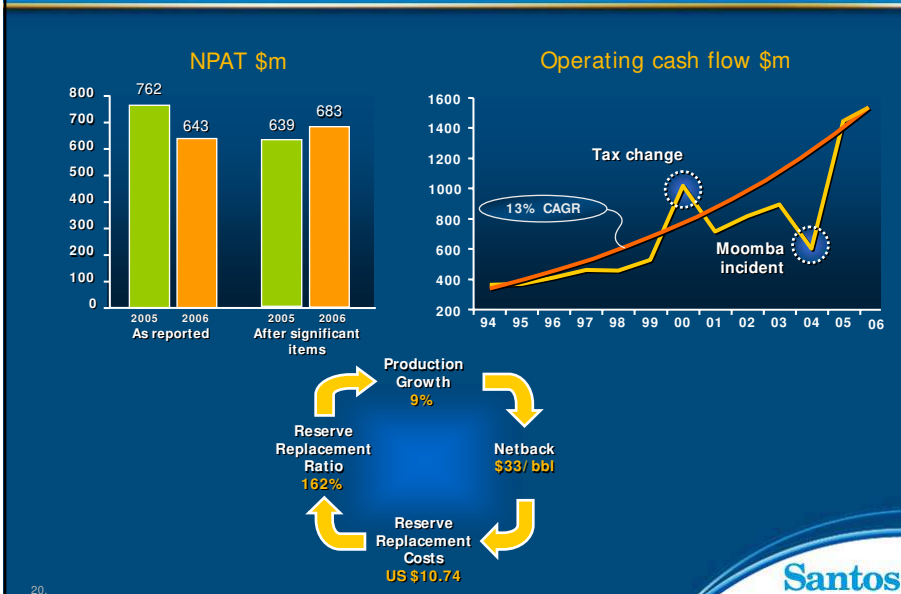 NPAT $m
800
700
600
500
400
300
200
100
0
762
643
639
683
2005 2006 2005 2006
As reported After significant
items
Operating cash flow $m
1600
1400
1200
1000
800
600
400
200
Tax change
13% CAGR
Moomba
incident
94 95 96 97 98 99 00 01 02 03 04 05 06
Production
Growth
9%
Netback
$33/bbl
Reserve
Replacement
Costs
US $10.74
Reserve
Replacement
Ratio
162%
20.
Santos